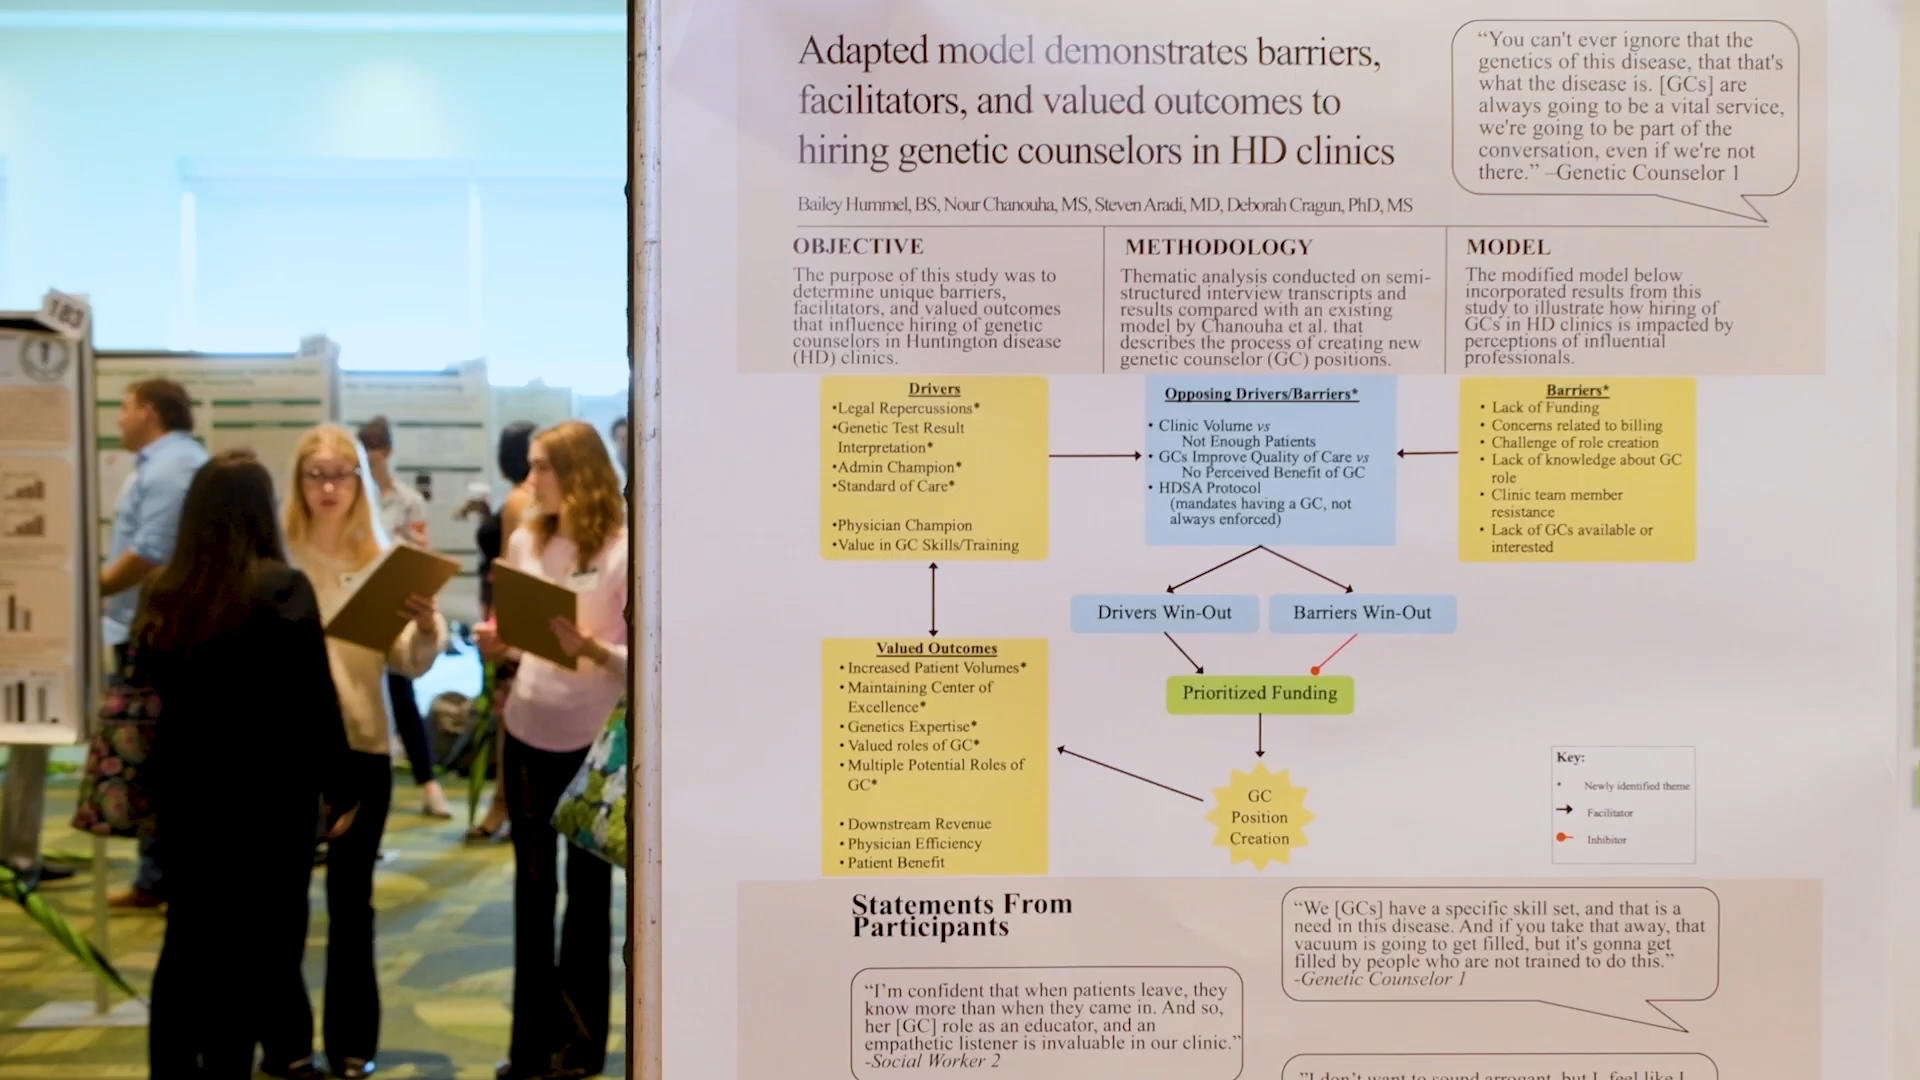 183
Adapted model demonstrates barriers,
facilitators, and valued outcomes to
hiring genetic counselors in HD clinics
Bailey Hummel, BS, Nour Chanouha, MS, Steven Aradi, MD, Deborah Cragun, PhD, MS
“You can't ever ignore that the
genetics of this disease, that that's
what the disease is. [GCs] are
always going to be a vital service,
we're going to be part of the
conversation, even if we're not
there.” –Genetic Counselor 1
OBJECTIVE
The purpose of this study was to
determine unique barriers,
facilitators, and valued outcomes
that influence hiring of genetic
counselors in Huntington disease
(HD) clinics.
METHODOLOGY
Thematic analysis conducted on semi-
structured interview transcripts and
results compared with an existing
model by Chanouha et al. that
describes the process of creating new
genetic counselor (GC) positions.
MODEL
The modified model below
incorporated results from this
study to illustrate how hiring of
GCs in HD clinics is impacted by
perceptions of influential
professionals.
Drivers
•Legal Repercussions*
•Genetic Test Result
Interpretation*
•Admin Champion*
•Standard of Care*
•Physician Champion
•Value in GC Skills/Training
Opposing Drivers/Barriers*
• Clinic Volume vs
Not Enough Patients
• GCs Improve Quality of Care vs
No Perceived Benefit of GC
• HDSA Protocol
(mandates having a GC, not
always enforced)
Barriers*
• Lack of Funding
• Concerns related to billing
• Challenge of role creation
• Lack of knowledge about GC
role
• Clinic team member
resistance
• Lack of GCs available or
interested
Drivers Win-Out
Barriers Win-Out
Prioritized Funding
GC
Position
Creation
Valued Outcomes
• Increased Patient Volumes*
• Maintaining Center of
Excellence*
• Genetics Expertise*
• Valued roles of GC*
• Multiple Potential Roles of
GC*
• Downstream Revenue
• Physician Efficiency
• Patient Benefit
Key:
* Newly identified theme
Facilitator
Inhibitor
Statements From
Participants
“I'm confident that when patients leave, they
know more than when they came in. And so,
her [GC] role as an educator, and an
empathetic listener is invaluable in our clinic.”
-Social Worker 2
“We [GCs] have a specific skill set, and that is a
need in this disease. And if you take that away, that
vacuum is going to get filled, but it's gonna get
filled by people who are not trained to do this.”
-Genetic Counselor 1
"I don't want to sound arrogant, but I feel like I